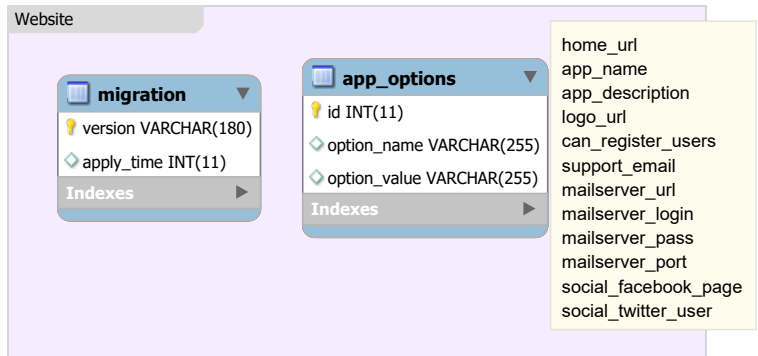 Website
migration
version VARCHAR(180)
apply_time INT(11)
Indexes
app_options
id INT(11)
option_name VARCHAR(255)
option_value VARCHAR(255)
Indexes
home_url
app_name
app_description
logo_url
can_register_users
support_email
mailserver_url
mailserver_login
mailserver_pass
mailserver_port
social_facebook_page
social_twitter_user